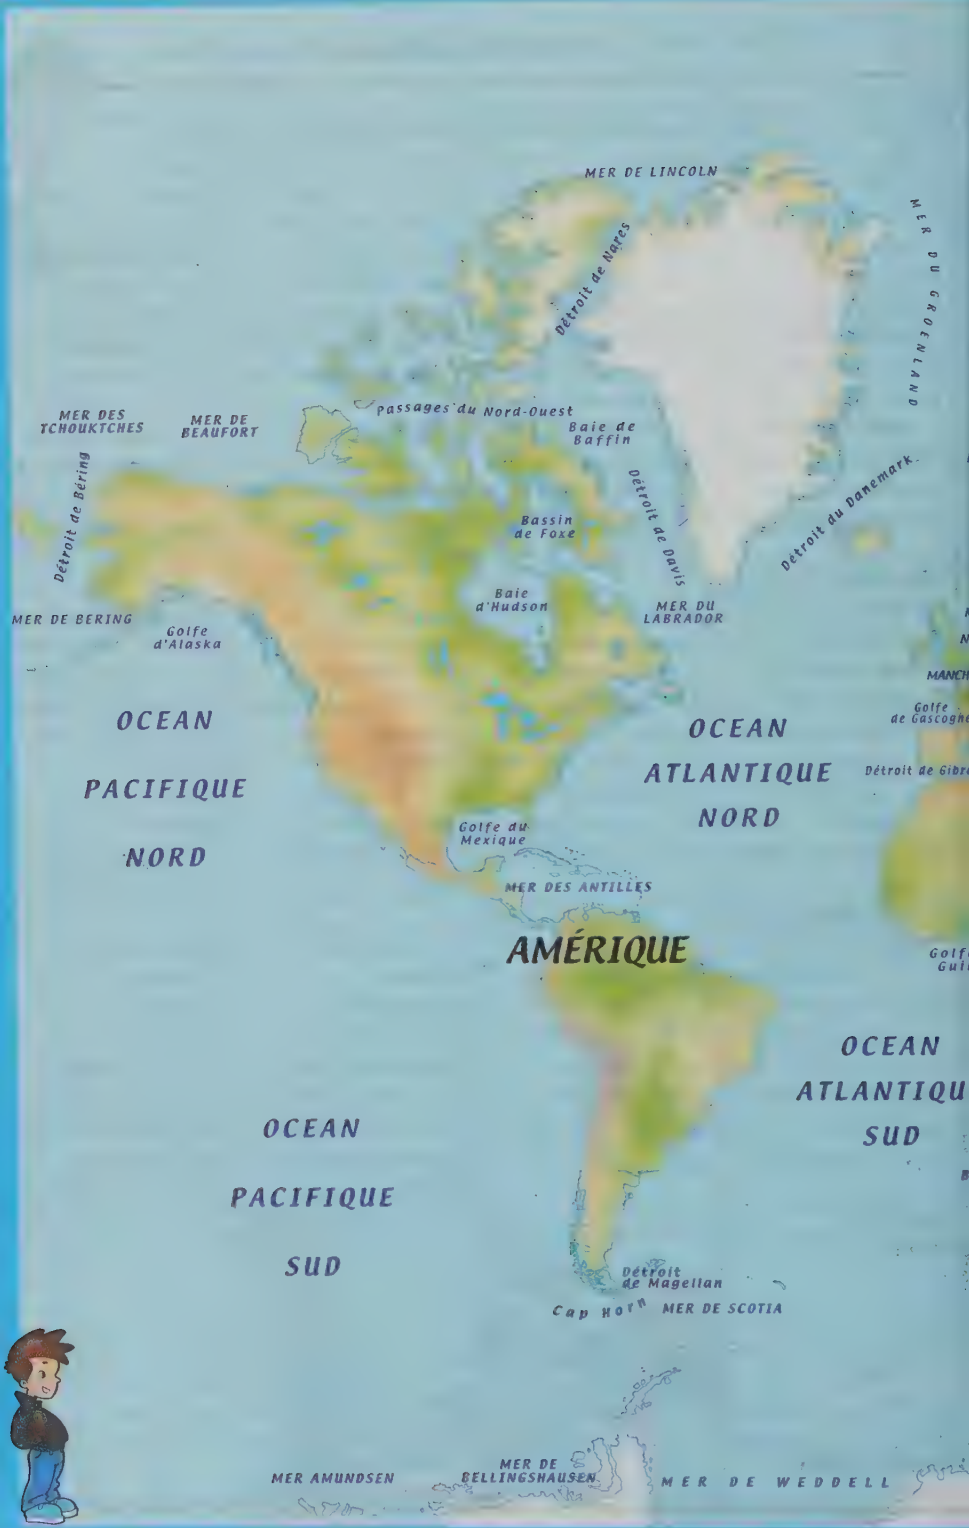 MER DE LINCOLN
MER DU GROENLAND
Détroit de Nares
MER DES
TCHOUKTCHES
MER DE
BEAUFORT
Passages du Nord-Ouest
Baie de
Baffin
Détroit de Béring
Détroit de Davis
Détroit du Danemark
Bassin
de Foxe
Baie
d'Hudson
MER DU
LABRADOR
MER DE BERING
Golfe
d'Alaska
MANCH
Golfe
de Gascogne
OCEAN
PACIFIQUE
NORD
OCEAN
ATLANTIQUE
NORD
Détroit de Gibr
Golfe du
Mexique
MER DES ANTILLES
AMÉRIQUE
Golfe
Gui
OCEAN
ATLANTIQU
SUD
OCEAN
PACIFIQUE
SUD
Détroit
de Magellan
Cap Horn
MER DE SCOTIA
MER AMUNDSEN
MER DE
BELLINGSHAUSEN
MER DE WEDDELL